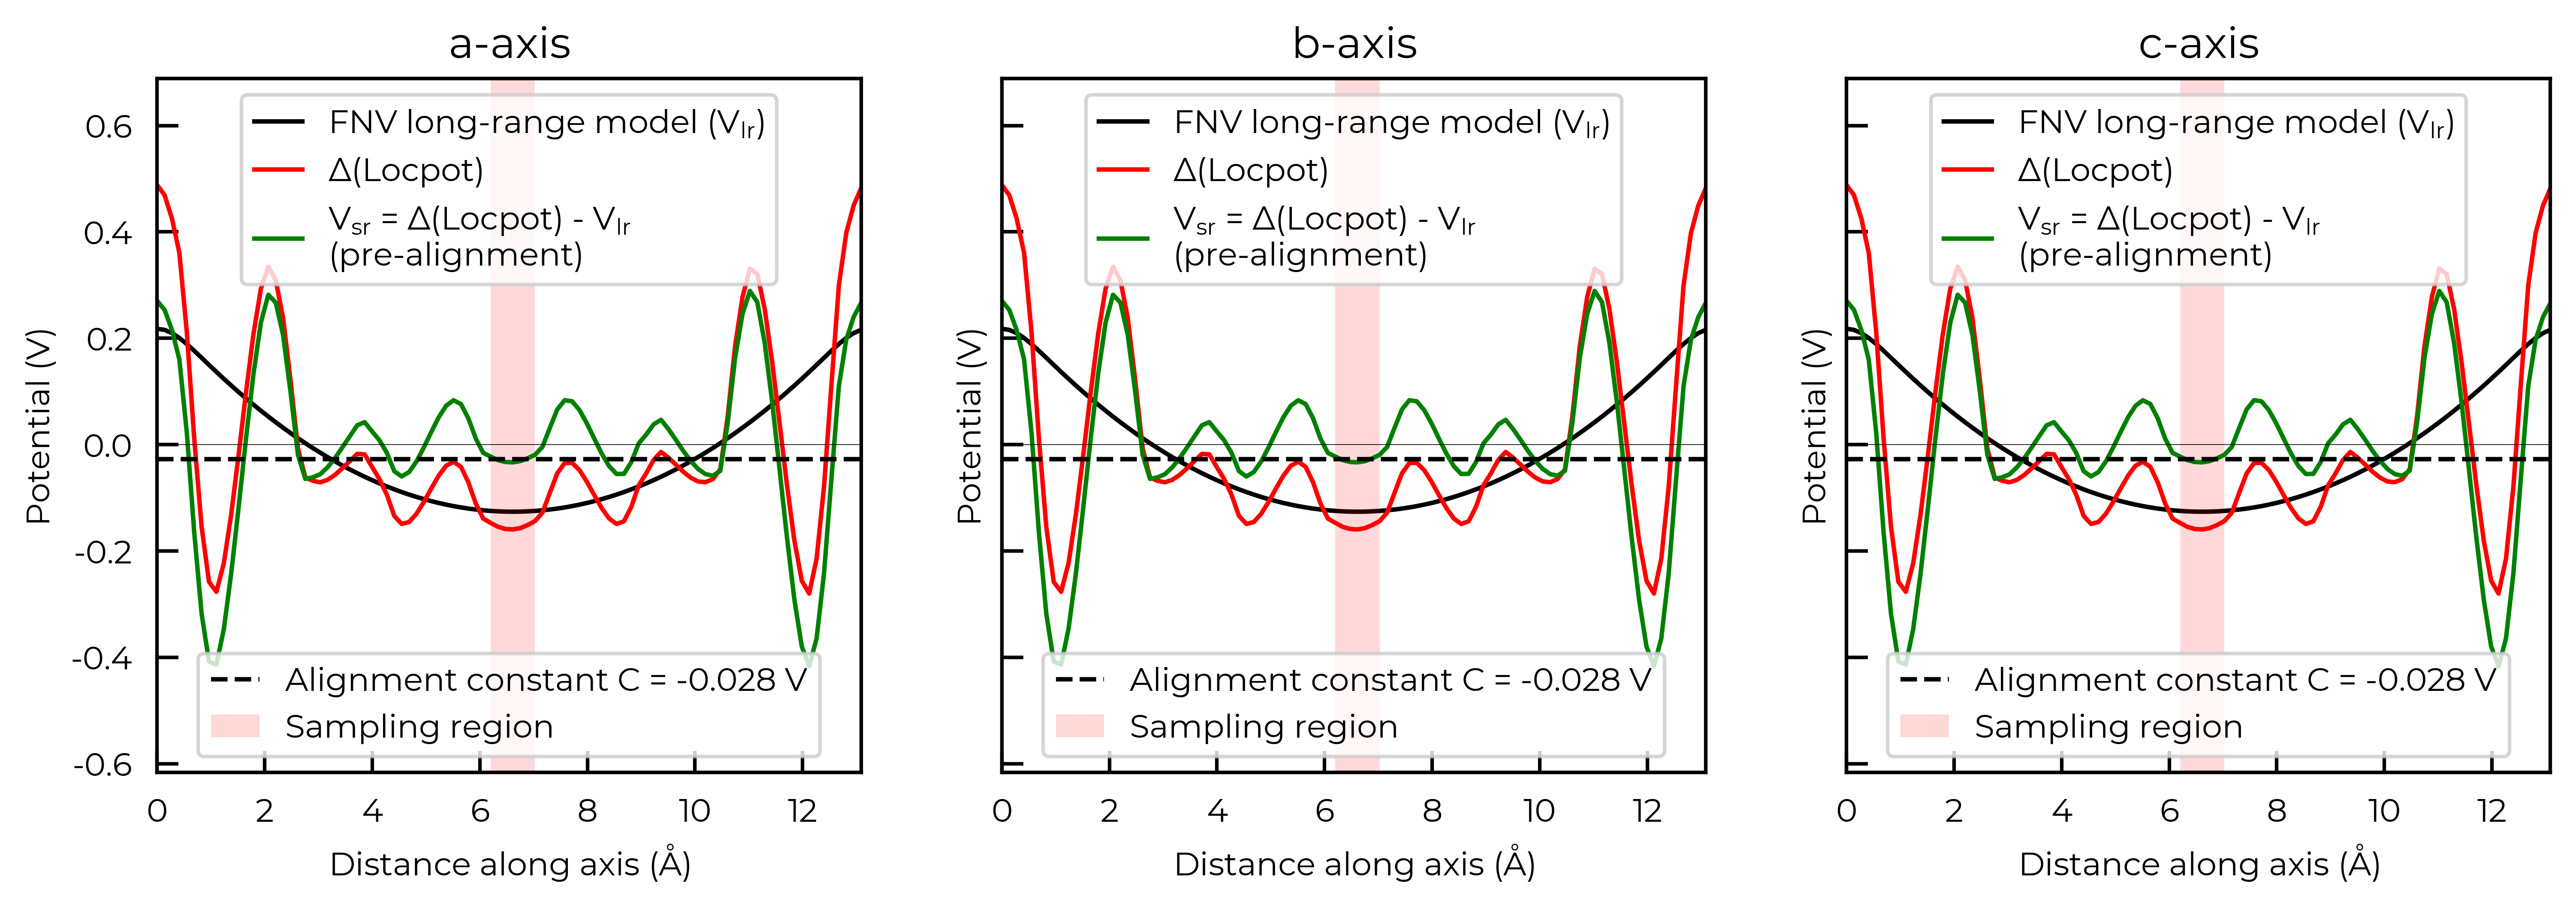 a-axis
FNV long-range model (Vlr)
Δ(Locpot)
Vsr = Δ(Locpot) - Vlr
(pre-alignment)
Potential (V)
0.6
0.4
0.2
0.0
-0.2
-0.4
-0.6
Alignment constant C = -0.028 V
Sampling region
0 2 4 6 8 10 12
Distance along axis (Å)
b-axis
FNV long-range model (Vlr)
Δ(Locpot)
Vsr = Δ(Locpot) - Vlr
(pre-alignment)
Potential (V)
Alignment constant C = -0.028 V
Sampling region
0 2 4 6 8 10 12
Distance along axis (Å)
c-axis
FNV long-range model (Vlr)
Δ(Locpot)
Vsr = Δ(Locpot) - Vlr
(pre-alignment)
Potential (V)
Alignment constant C = -0.028 V
Sampling region
0 2 4 6 8 10 12
Distance along axis (Å)